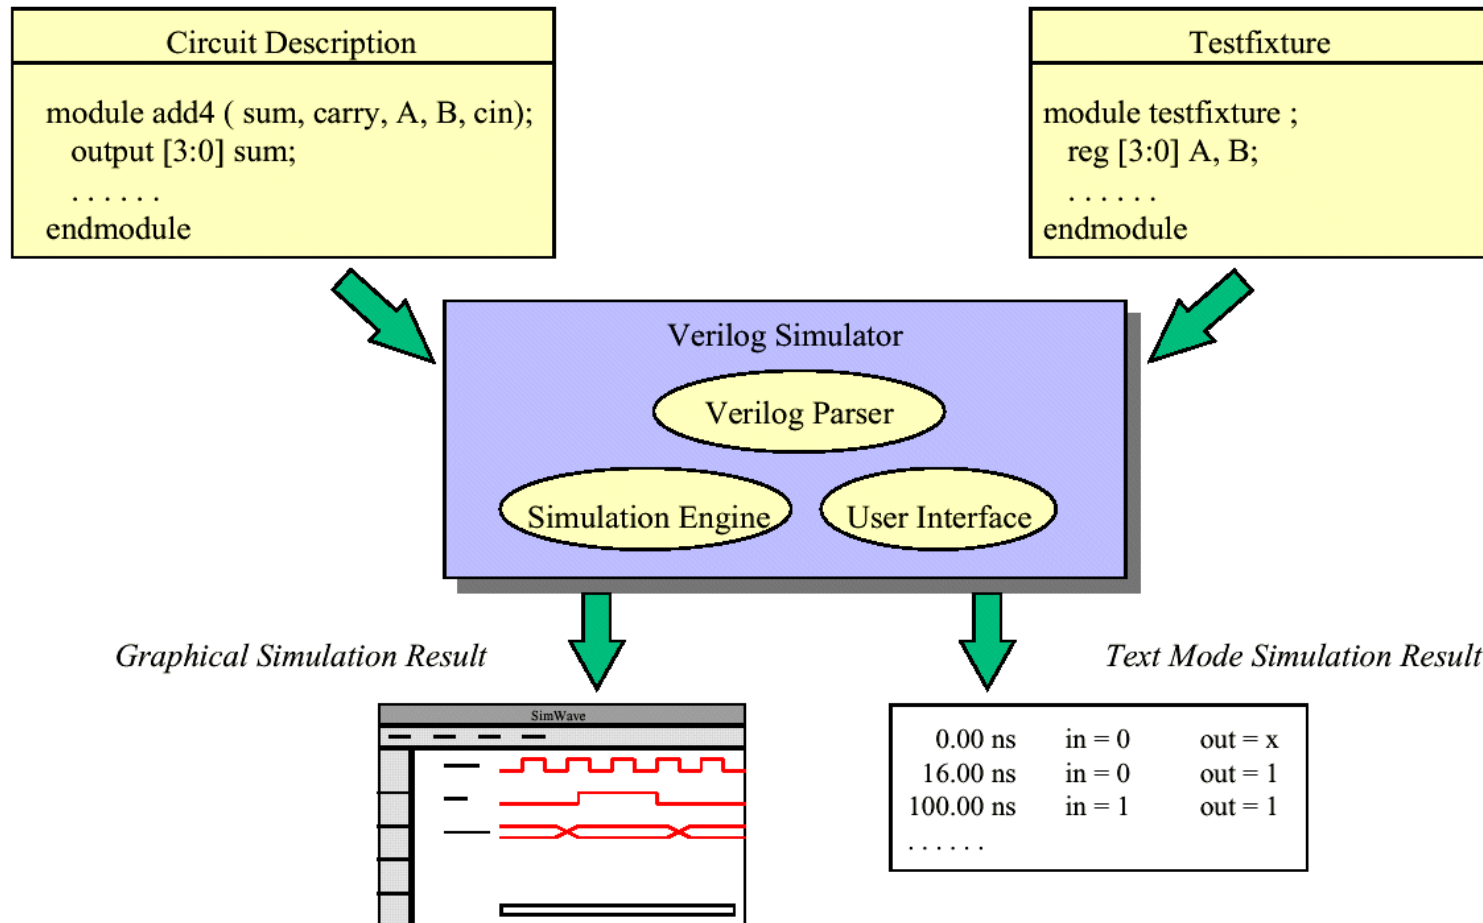 Circuit Description
module add4 ( sum, carry, A, B, cin);
output [3:0] sum;
. . . . . .
endmodule
Testfixture
module testfixture ;
reg [3:0] A, B;
. . . . . .
endmodule
Verilog Simulator
Verilog Parser
Simulation Engine
User Interface
Graphical Simulation Result
Text Mode Simulation Result
SimWave
0.00 ns in = 0 out = x
16.00 ns in = 0 out = 1
100.00 ns in = 1 out = 1
. . . . . .